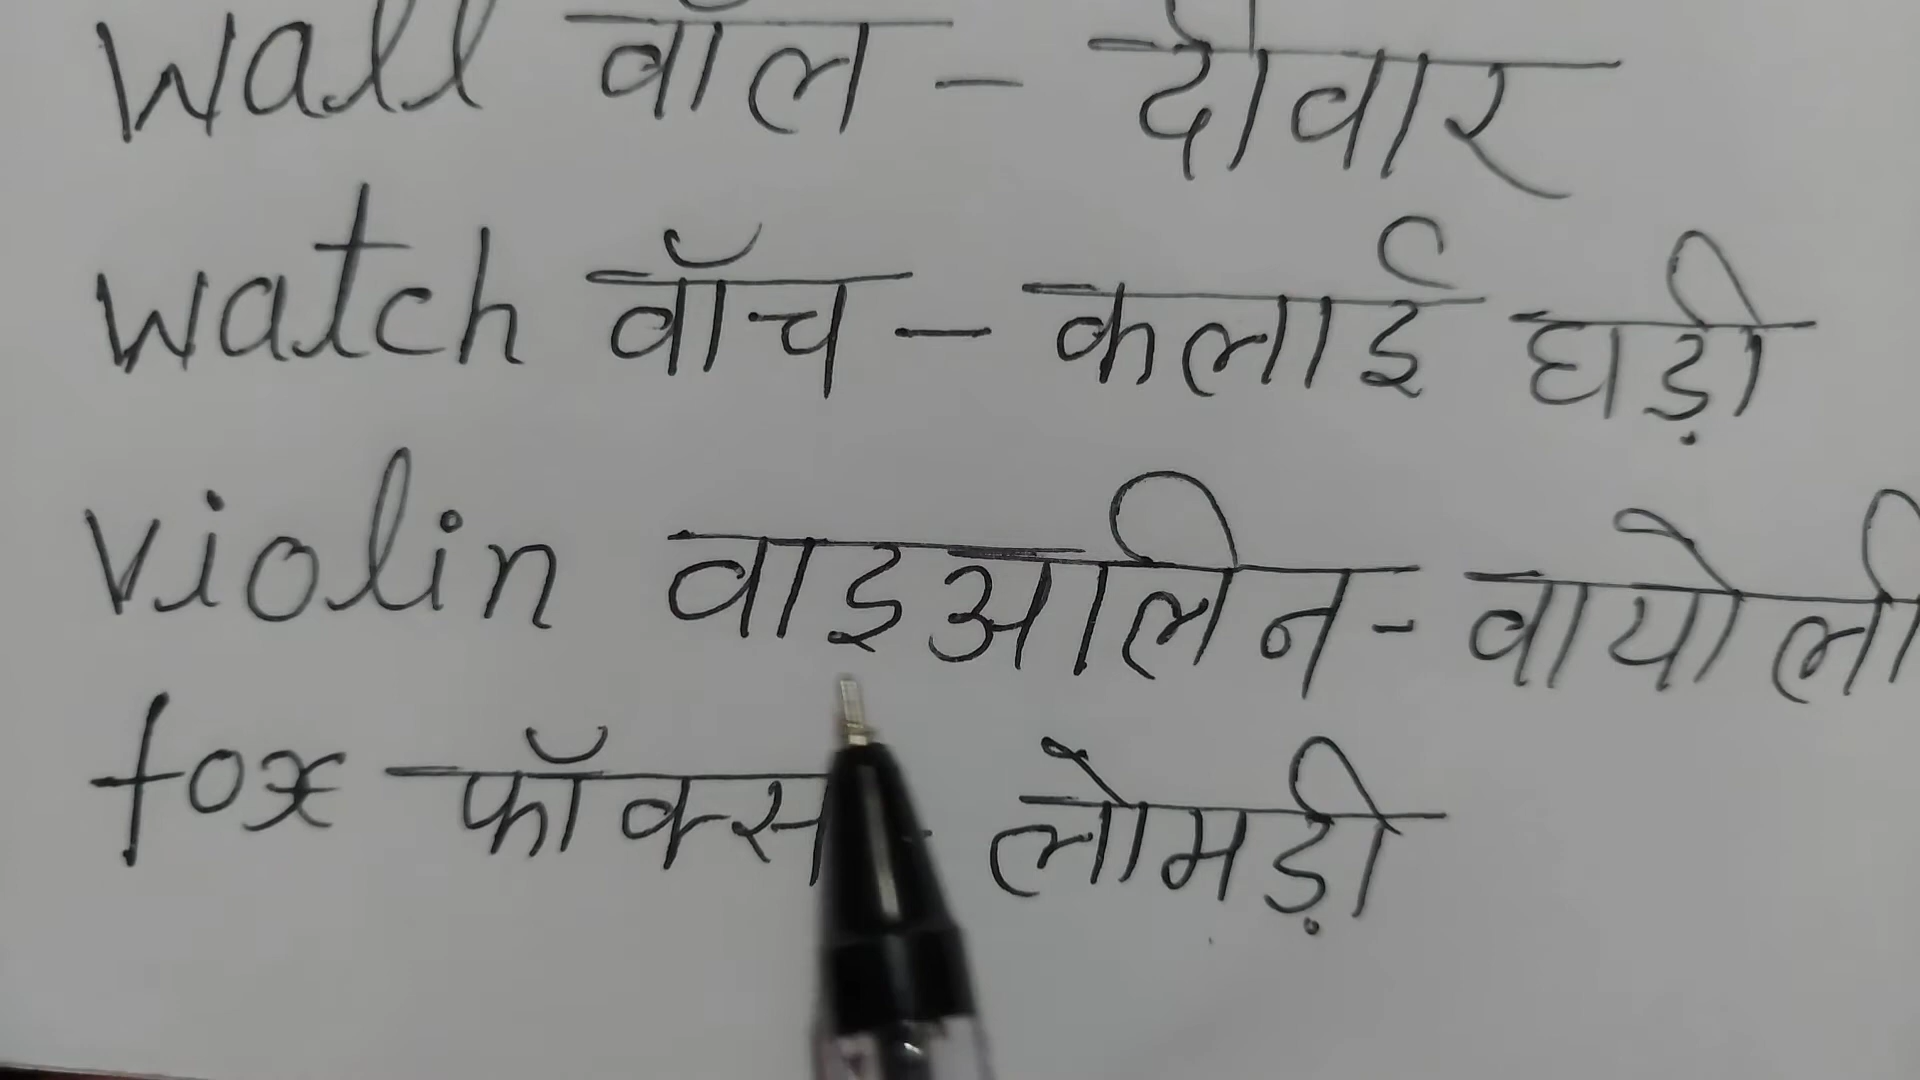 wall वॉल - दीवार
watch वॉच - कलाई घड़ी
violin वाइआलिन - वायोली
fox फॉक्स - लोमड़ी